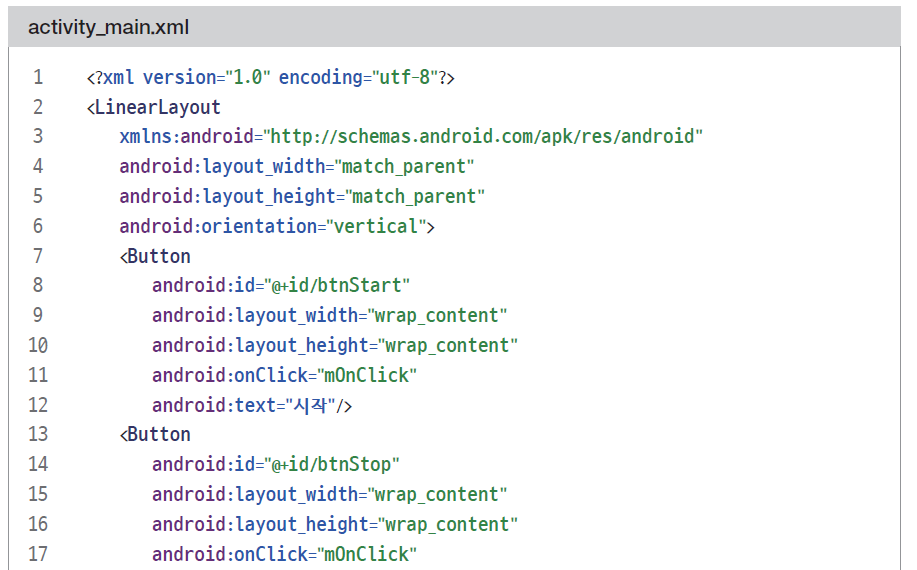 activity_main.xml
1 <?xml version="1.0" encoding="utf-8"?>
2 <LinearLayout
3 xmlns:android="http://schemas.android.com/apk/res/android"
4 android:layout_width="match_parent"
5 android:layout_height="match_parent"
6 android:orientation="vertical">
7 <Button
8 android:id="@+id/btnStart"
9 android:layout_width="wrap_content"
10 android:layout_height="wrap_content"
11 android:onClick="mOnClick"
12 android:text="시작"/>
13 <Button
14 android:id="@+id/btnStop"
15 android:layout_width="wrap_content"
16 android:layout_height="wrap_content"
17 android:onClick="mOnClick"